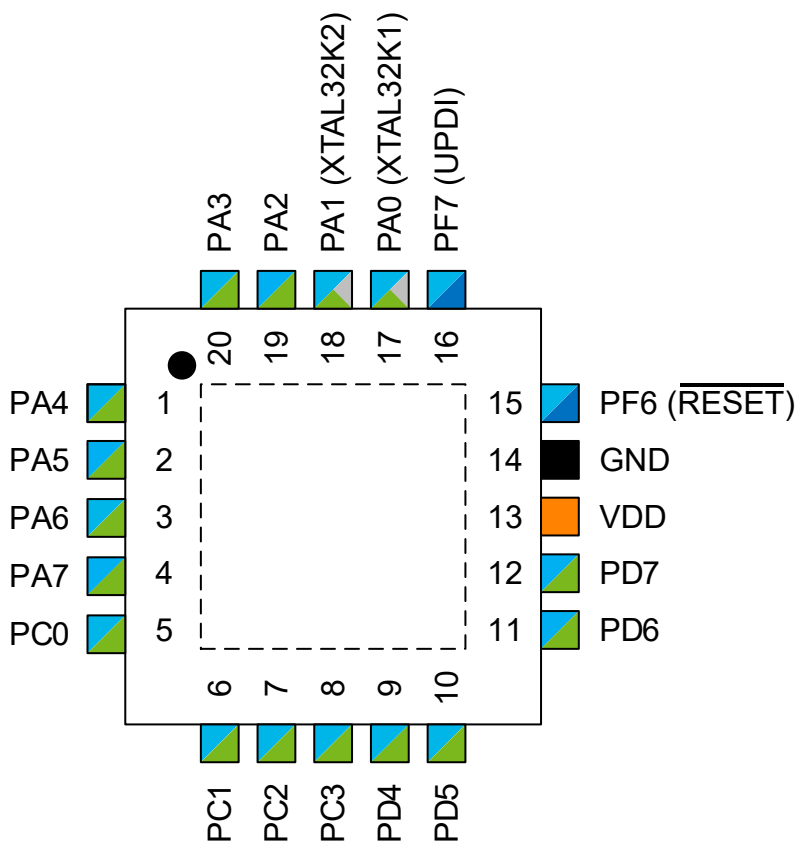 PA3
PA2
PA1 (XTAL32K2)
PA0 (XTAL32K1)
PF7 (UPDI)
20
19
18
17
16
PA4 1
PA5 2
PA6 3
PA7 4
PC0 5
15 PF6 (RESET)
14 GND
13 VDD
12 PD7
11 PD6
6
7
8
9
10
PC1
PC2
PC3
PD4
PD5